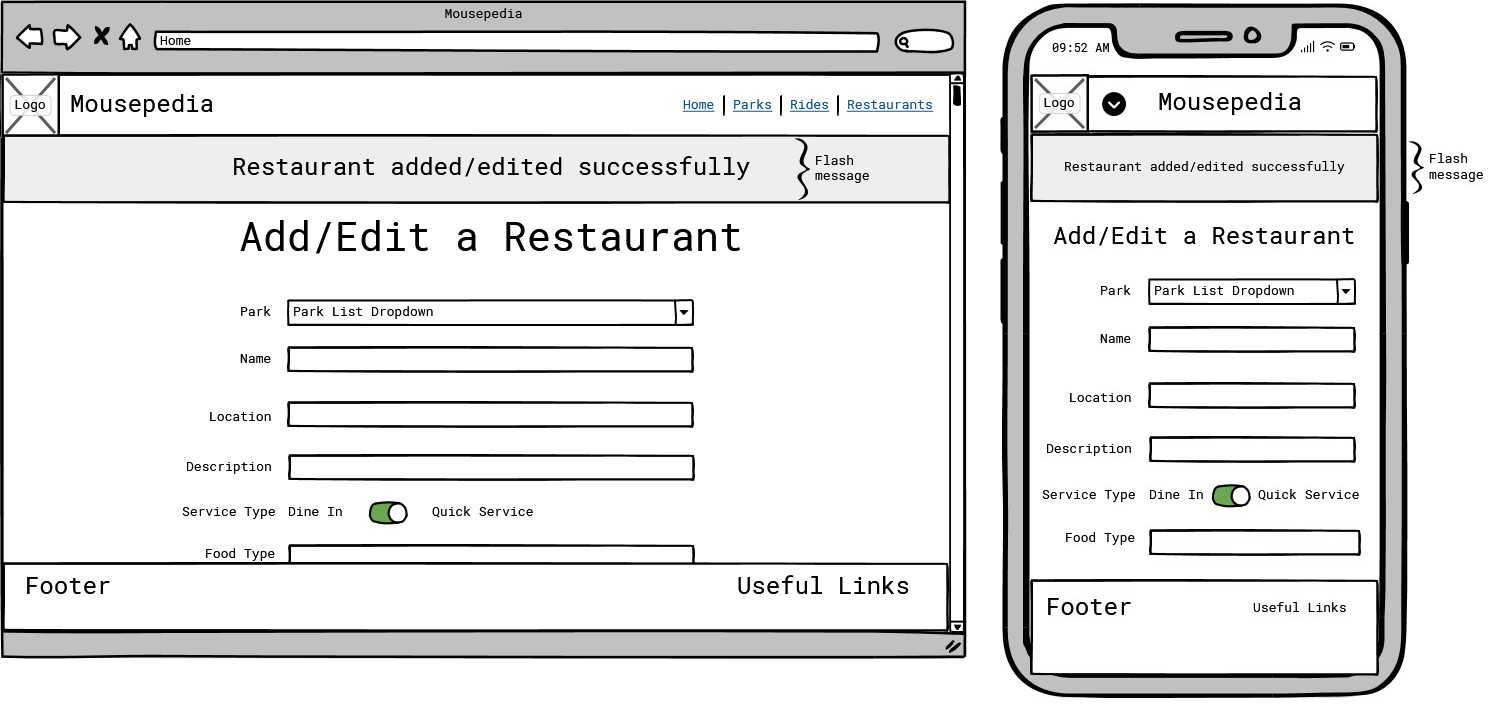 Mousepedia
Home
Logo
Mousepedia
Home | Parks | Rides | Restaurants
Restaurant added/edited successfully
Flash
message
Add/Edit a Restaurant
Park
Park List Dropdown
Name
Location
Description
Service Type Dine In Quick Service
Food Type
Footer
Useful Links
09:52 AM
Logo
Mousepedia
Restaurant added/edited successfully
Flash
message
Add/Edit a Restaurant
Park
Park List Dropdown
Name
Location
Description
Service Type Dine In Quick Service
Food Type
Footer
Useful Links